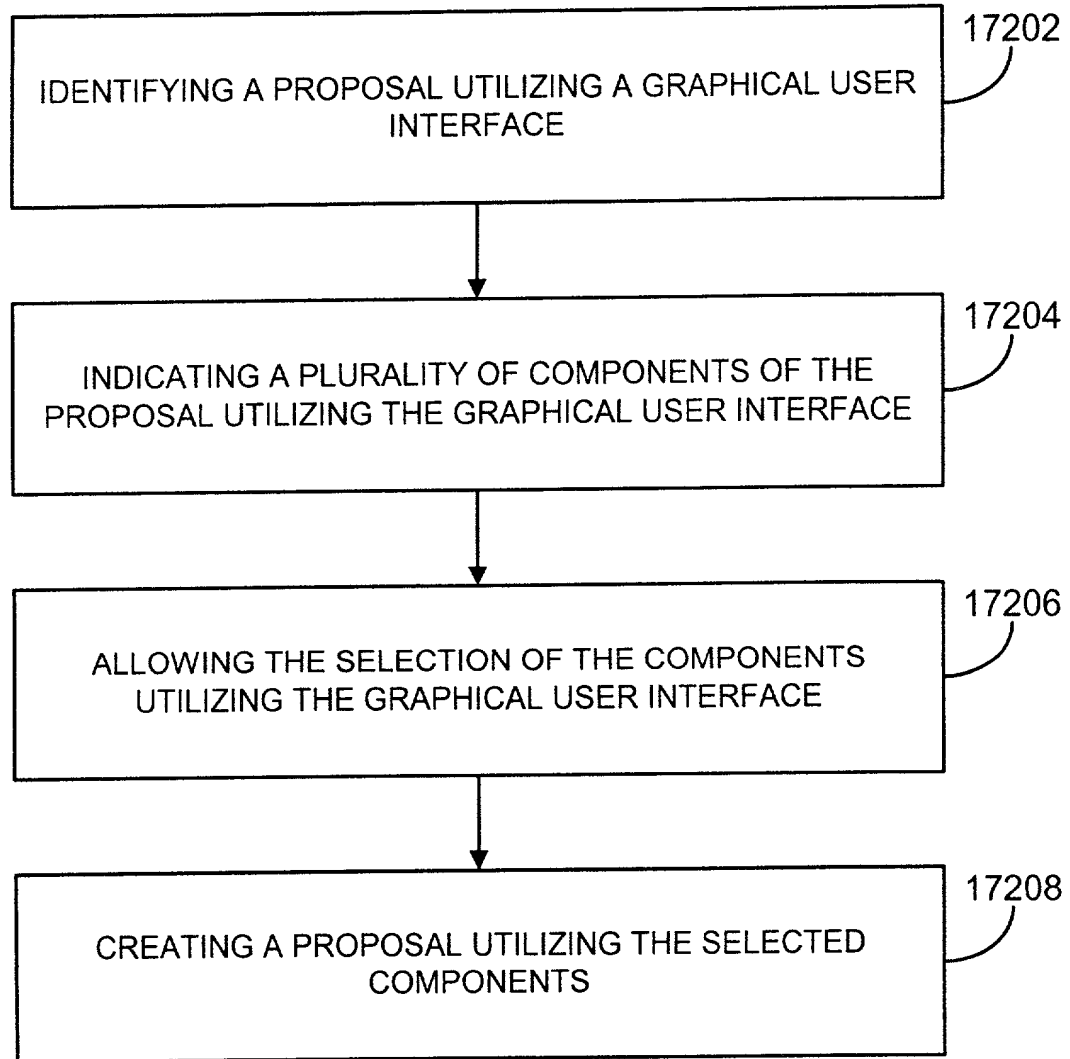 17202
IDENTIFYING A PROPOSAL UTILIZING A GRAPHICAL USER
INTERFACE
17204
INDICATING A PLURALITY OF COMPONENTS OF THE
PROPOSAL UTILIZING THE GRAPHICAL USER INTERFACE
17206
ALLOWING THE SELECTION OF THE COMPONENTS
UTILIZING THE GRAPHICAL USER INTERFACE
17208
CREATING A PROPOSAL UTILIZING THE SELECTED
COMPONENTS